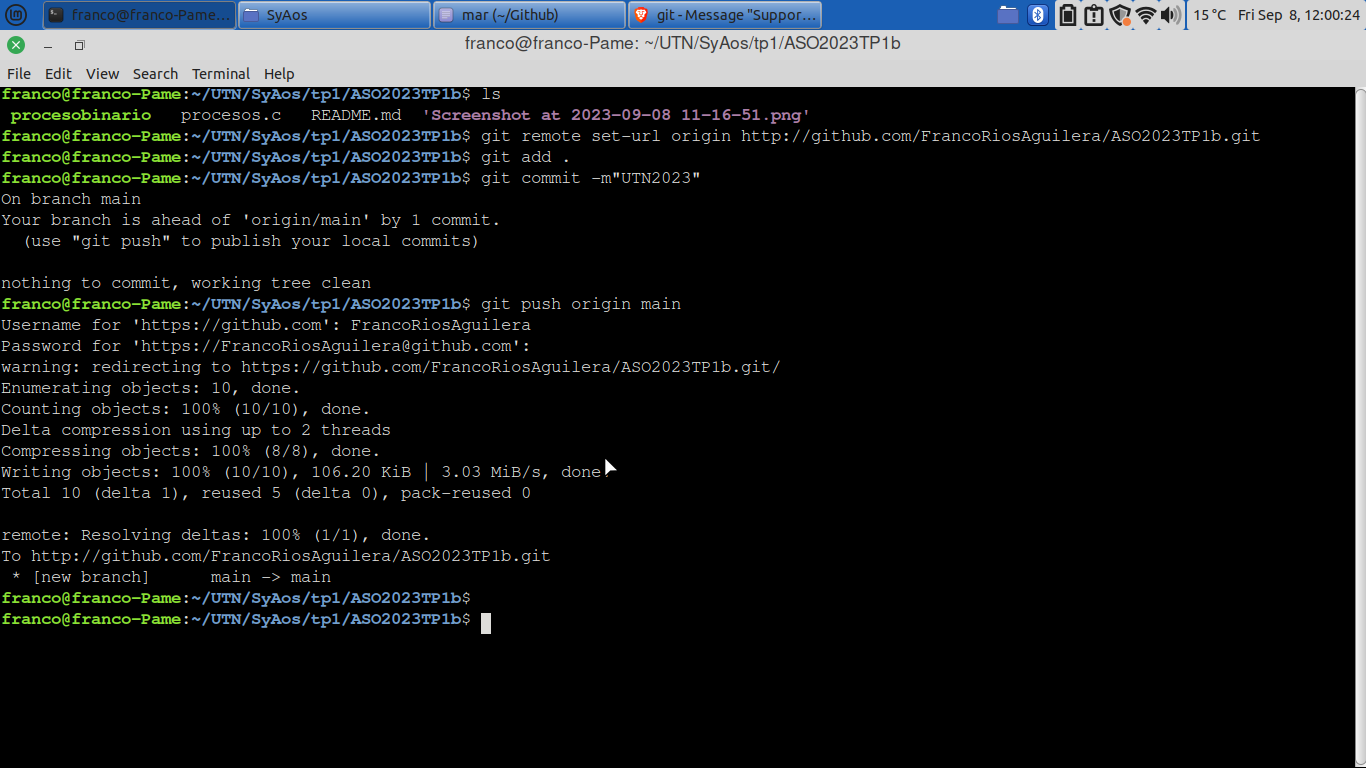 franco@franco-Pame... SyAos mar (~/Github) git - Message "Suppor... 15 °C Fri Sep 8, 12:00:24
franco@franco-Pame: ~/UTN/SyAos/tp1/ASO2023TP1b
File Edit View Search Terminal Help
franco@franco-Pame:~/UTN/SyAos/tp1/ASO2023TP1b$ ls
procesobinario procesos.c README.md 'Screenshot at 2023-09-08 11-16-51.png'
franco@franco-Pame:~/UTN/SyAos/tp1/ASO2023TP1b$ git remote set-url origin http://github.com/FrancoRiosAguilera/ASO2023TP1b.git
franco@franco-Pame:~/UTN/SyAos/tp1/ASO2023TP1b$ git add .
franco@franco-Pame:~/UTN/SyAos/tp1/ASO2023TP1b$ git commit -m"UTN2023"
On branch main
Your branch is ahead of 'origin/main' by 1 commit.
(use "git push" to publish your local commits)
nothing to commit, working tree clean
franco@franco-Pame:~/UTN/SyAos/tp1/ASO2023TP1b$ git push origin main
Username for 'https://github.com': FrancoRiosAguilera
Password for 'https://FrancoRiosAguilera@github.com':
warning: redirecting to https://github.com/FrancoRiosAguilera/ASO2023TP1b.git/
Enumerating objects: 10, done.
Counting objects: 100% (10/10), done.
Delta compression using up to 2 threads
Compressing objects: 100% (8/8), done.
Writing objects: 100% (10/10), 106.20 KiB | 3.03 MiB/s, done.
Total 10 (delta 1), reused 5 (delta 0), pack-reused 0
remote: Resolving deltas: 100% (1/1), done.
To http://github.com/FrancoRiosAguilera/ASO2023TP1b.git
* [new branch] main -> main
franco@franco-Pame:~/UTN/SyAos/tp1/ASO2023TP1b$
franco@franco-Pame:~/UTN/SyAos/tp1/ASO2023TP1b$